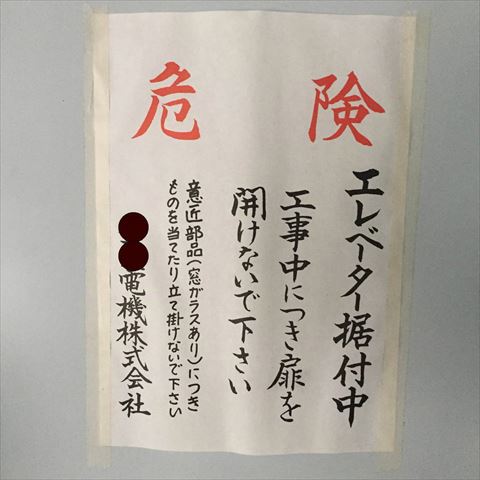 危険
エレベーター据付中
工事中につき扉を
開けないで下さい
意匠部品(窓ガラスあり)につき
ものを当てたり立て掛けないで下さい
電機株式会社